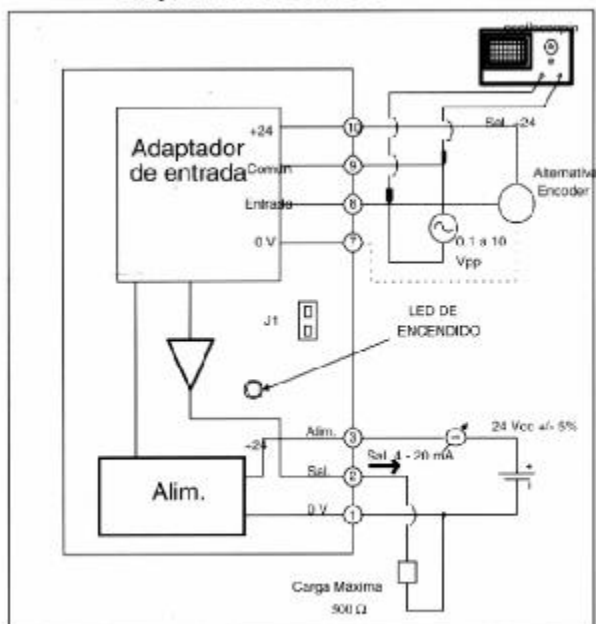 +24
Adaptador
de entrada
Común
Entrada
0 V
10
9
8
7
Sal. +24
Alternativa
Encoder
0,1 a 10
Vpp
J1
LED DE
ENCENDIDO
+24
Alim.
Sal.
0 V
3
2
1
Alim.
Sal. 4 - 20 mA
24 Vcc +/- 5%
+
Carga Máxima
500 Ω